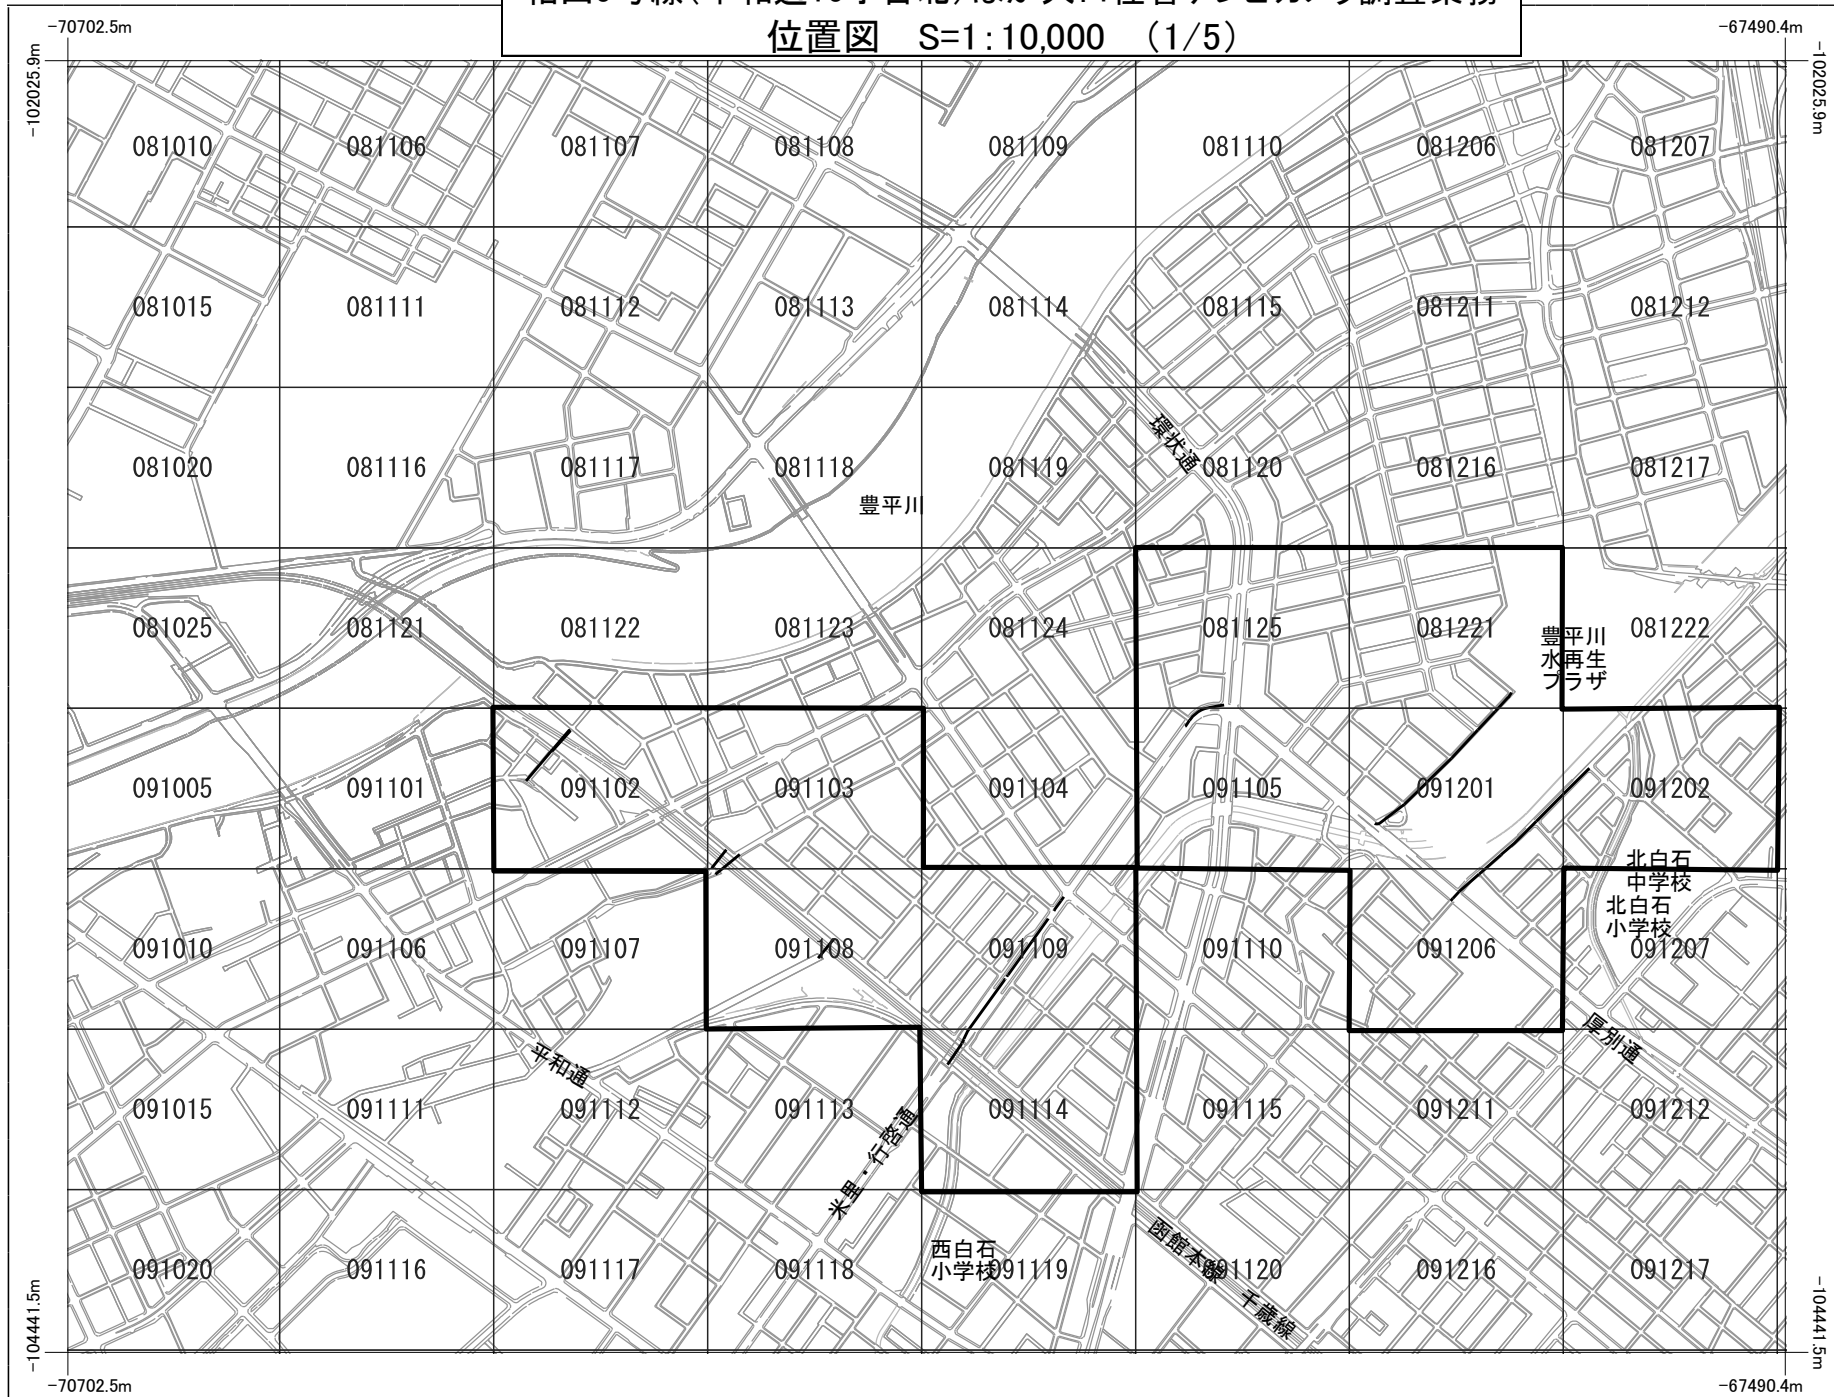 位置図　S=1:10,000　(1/5)
-70702.5m
-67490.4m
-102025.9m
-102025.9m
081010 081106 081107 081108 081109 081110 081206 081207
081015 081111 081112 081113 081114 081115 081211 081212
環状通
081020 081116 081117 081118 081119 081120 081216 081217
豊平川
081025 081121 081122 081123 081124 081125 081221 081222
豊平川
水再生
プラザ
091005 091101 091102 091103 091104 091105 091201 091202
北白石
中学校
北白石
小学校
091010 091106 091107 091108 091109 091110 091206 091207
厚別通
平和通
091015 091111 091112 091113 091114 091115 091211 091212
米里・行啓通
西白石
小学校
函館本線
千歳線
091020 091116 091117 091118 091119 091120 091216 091217
-104441.5m
-104441.5m
-70702.5m
-67490.4m